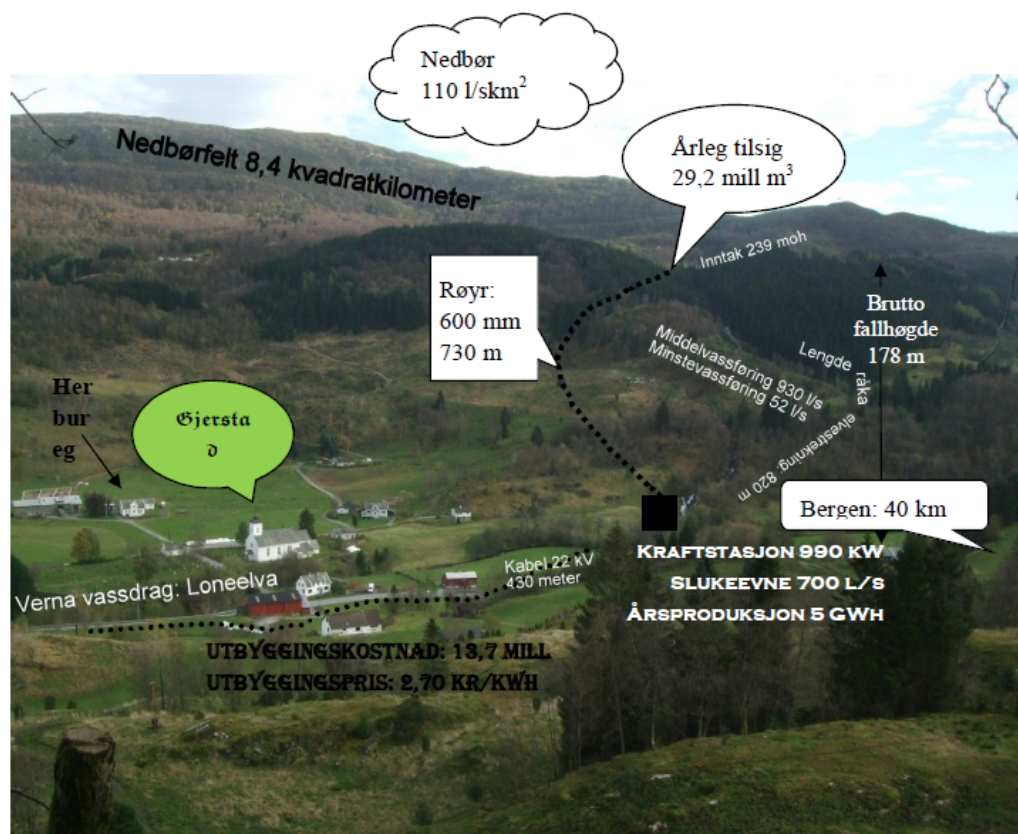 Nedbør
110 l/skm²
Nedbørfelt 8,4 kvadratkilometer
Årleg tilsig
29,2 mill m³
Inntak 239 moh
Røyr:
600 mm
730 m
Brutto
fallhøgde
178 m
Middelvassføring 930 l/s
Minstevassføring 52 l/s
Lengde råka elvestrekning: 820 m
Her
bur
eg
Gjersta
d
Bergen: 40 km
Kraftstasjon 990 kW
Slukeevne 700 l/s
Årsproduksjon 5 GWh
Kabel 22 kV
430 meter
Verna vassdrag: Loneelva
UTBYGGINGSKOSTNAD: 13,7 MILL
UTBYGGINGSPRIS: 2,70 KR/KWH